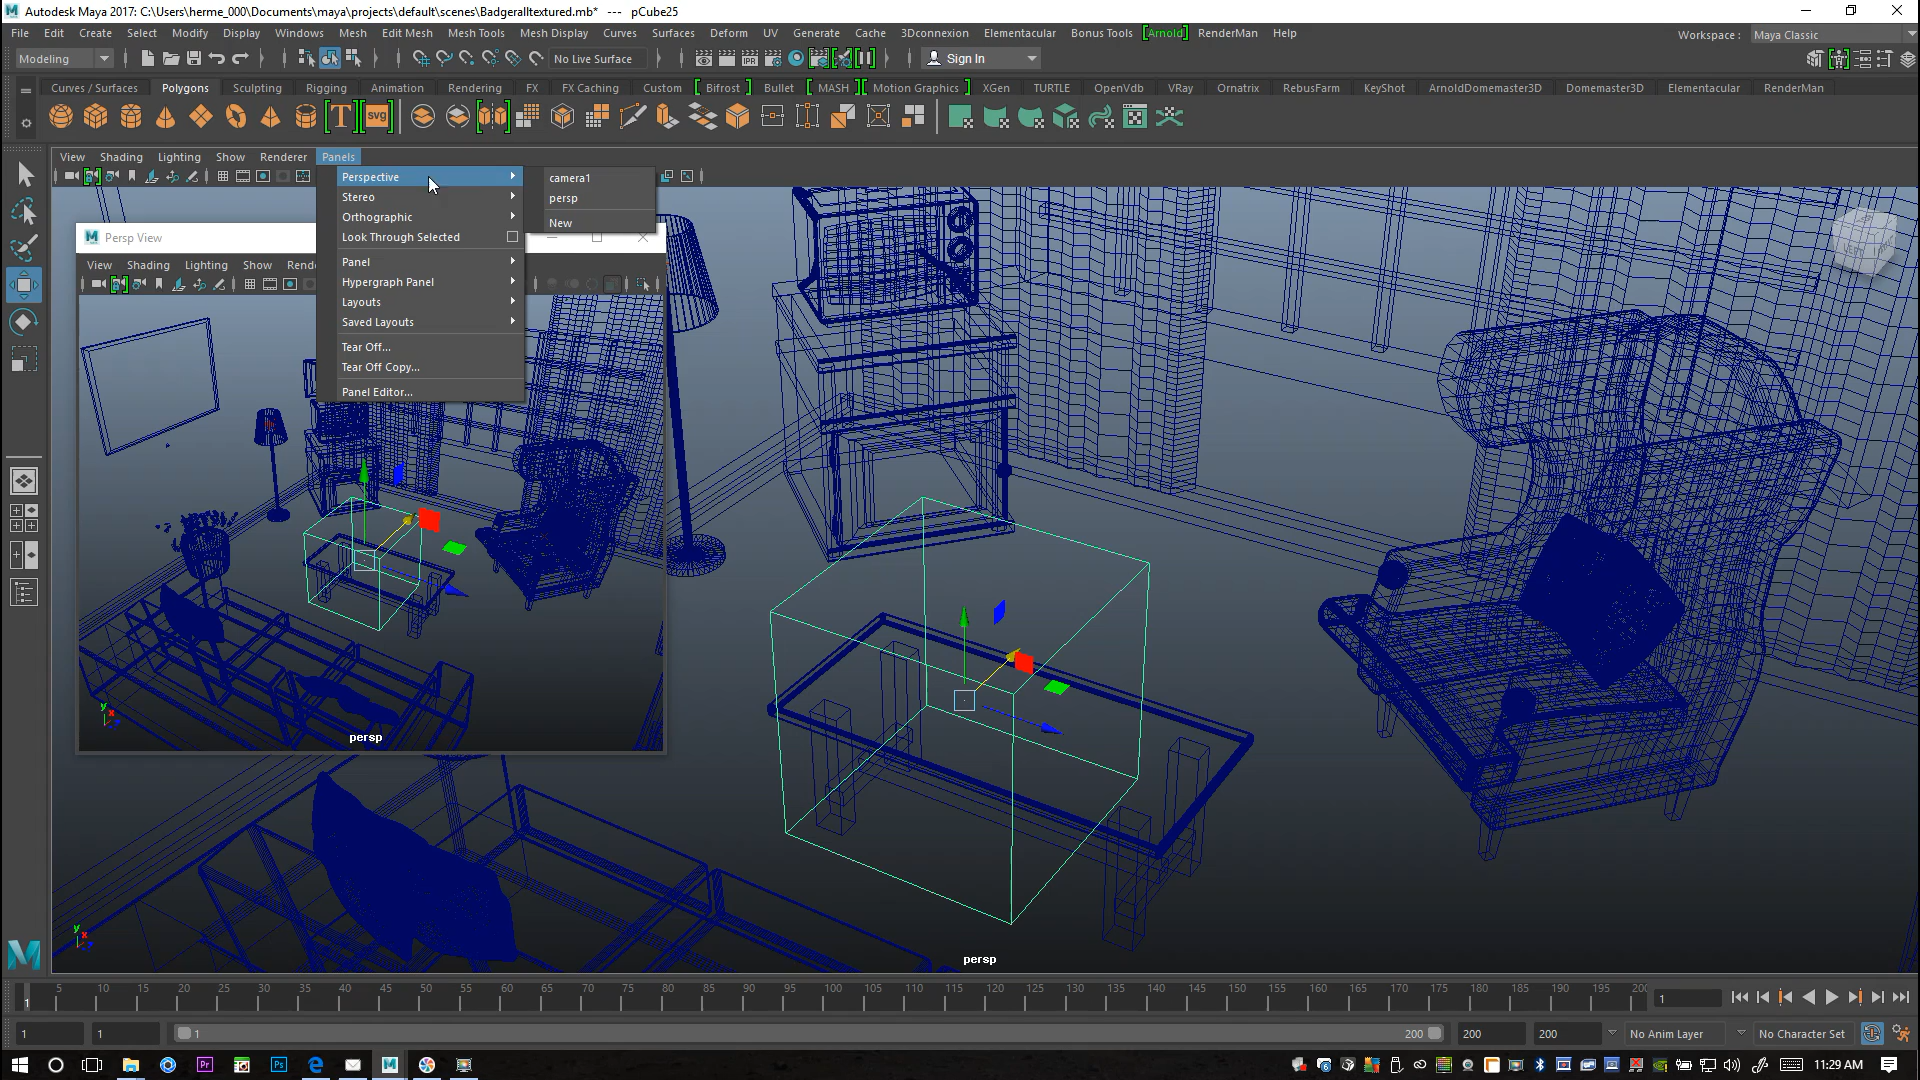 Autodesk Maya 2017: C:\Users\herme_000\Documents\maya\projects\default\scenes\Badgeralltextured.mb* --- pCube25
File Edit Create Select Modify Display Windows Mesh Edit Mesh Mesh Tools Mesh Display Curves Surfaces Deform UV Generate Cache 3Dconnexion Elementacular Bonus Tools [Arnold] RenderMan Help
Workspace : Maya Classic
Modeling No Live Surface Sign In
Curves / Surfaces Polygons Sculpting Rigging Animation Rendering FX FX Caching Custom Bifrost Bullet MASH Motion Graphics XGen TURTLE OpenVdb VRay Ornatrix RebusFarm KeyShot ArnoldDomemaster3D Domemaster3D Elementacular RenderMan
T svg IPR
View Shading Lighting Show Renderer Panels
Perspective
Stereo
Orthographic
Look Through Selected
Panel
Hypergraph Panel
Layouts
Saved Layouts
Tear Off...
Tear Off Copy...
Panel Editor...
camera1
persp
New
Persp View
View Shading Lighting Show Rende
y
x
persp
y
x
persp
5 10 15 20 25 30 35 40 45 50 55 60 65 70 75 80 85 90 95 100 105 110 115 120 125 130 135 140 145 150 155 160 165 170 175 180 185 190 195 200
1
1
1 1 1 200 200 200 No Anim Layer No Character Set
Pr Ps M 11:29 AM